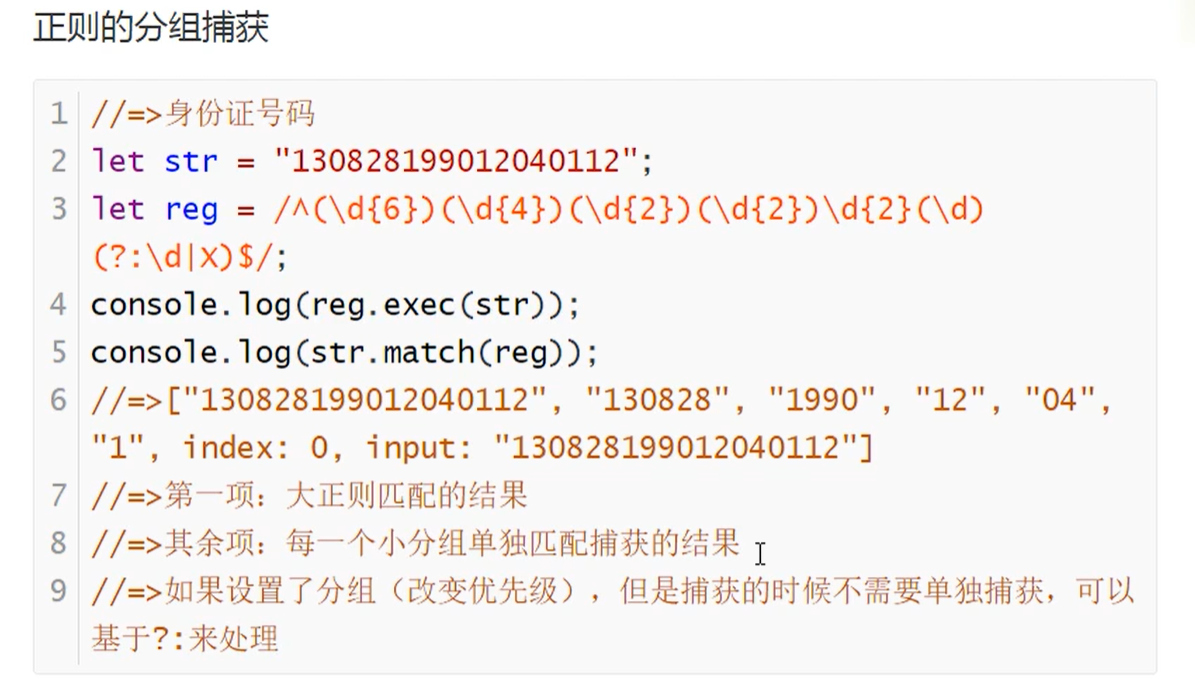 正则的分组捕获
1 //=>身份证号码
2 let str = "130828199012040112";
3 let reg = /^(\d{6})(\d{4})(\d{2})(\d{2})\d{2}(\d)
(?:\d|X)$/;
4 console.log(reg.exec(str));
5 console.log(str.match(reg));
6 //=>["130828199012040112", "130828", "1990", "12", "04",
"1", index: 0, input: "130828199012040112"]
7 //=>第一项：大正则匹配的结果
8 //=>其余项：每一个小分组单独匹配捕获的结果
9 //=>如果设置了分组（改变优先级），但是捕获的时候不需要单独捕获，可以
基于?:来处理